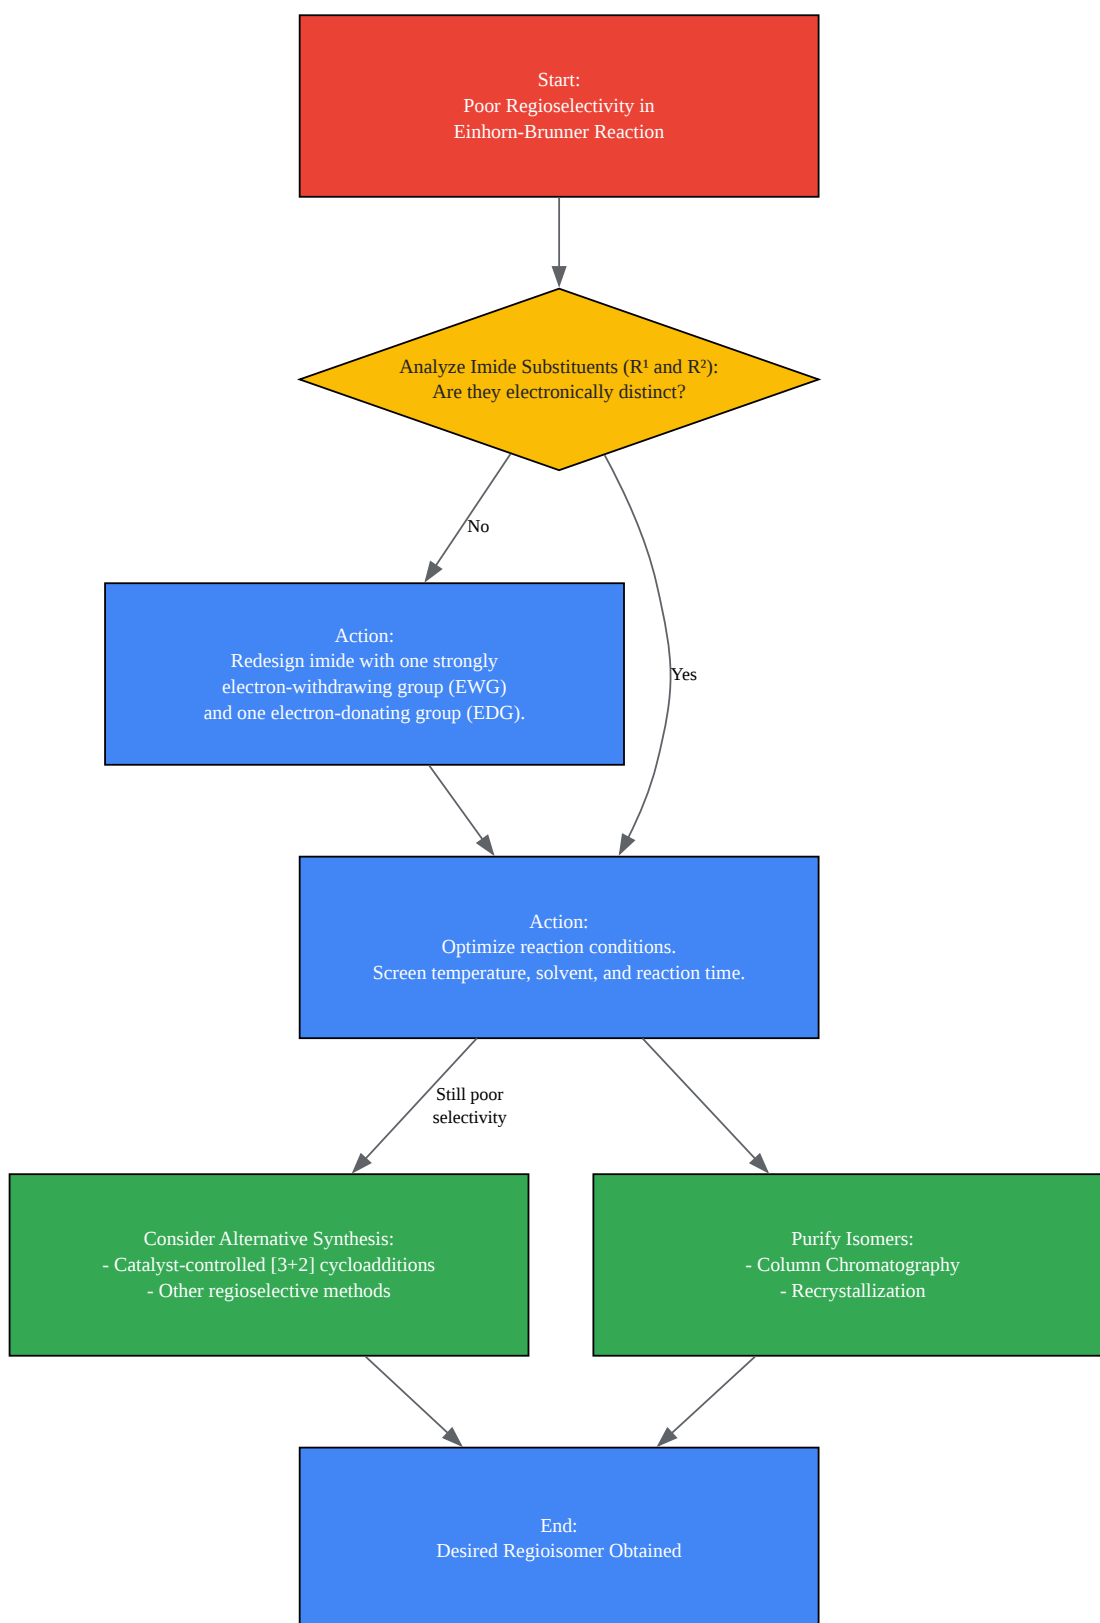 Start:
Poor Regioselectivity in
Einhorn-Brunner Reaction
Analyze Imide Substituents (R¹ and R²):
Are they electronically distinct?
No
Yes
Action:
Redesign imide with one strongly
electron-withdrawing group (EWG)
and one electron-donating group (EDG).
Action:
Optimize reaction conditions.
Screen temperature, solvent, and reaction time.
Still poor
selectivity
Consider Alternative Synthesis:
- Catalyst-controlled [3+2] cycloadditions
- Other regioselective methods
Purify Isomers:
- Column Chromatography
- Recrystallization
End:
Desired Regioisomer Obtained